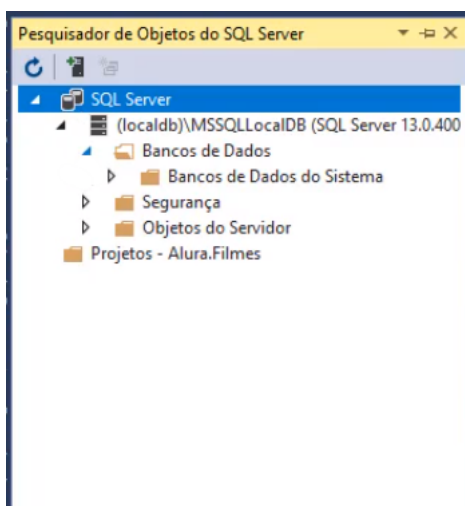 Pesquisador de Objetos do SQL Server
SQL Server
(localdb)\MSSQLLocalDB (SQL Server 13.0.400
Bancos de Dados
Bancos de Dados do Sistema
Segurança
Objetos do Servidor
Projetos - Alura.Filmes